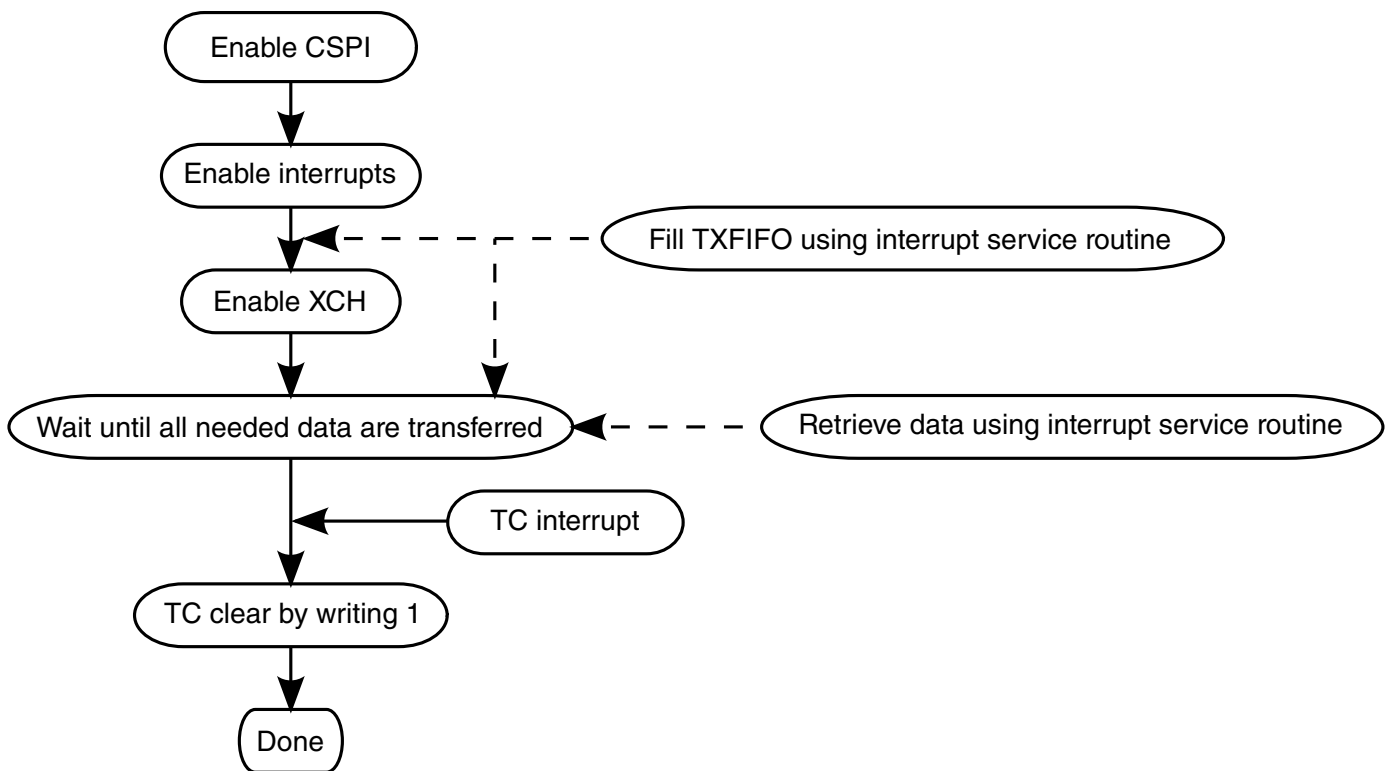 Enable CSPI
Enable interrupts
Fill TXFIFO using interrupt service routine
Enable XCH
Wait until all needed data are transferred
Retrieve data using interrupt service routine
TC interrupt
TC clear by writing 1
Done